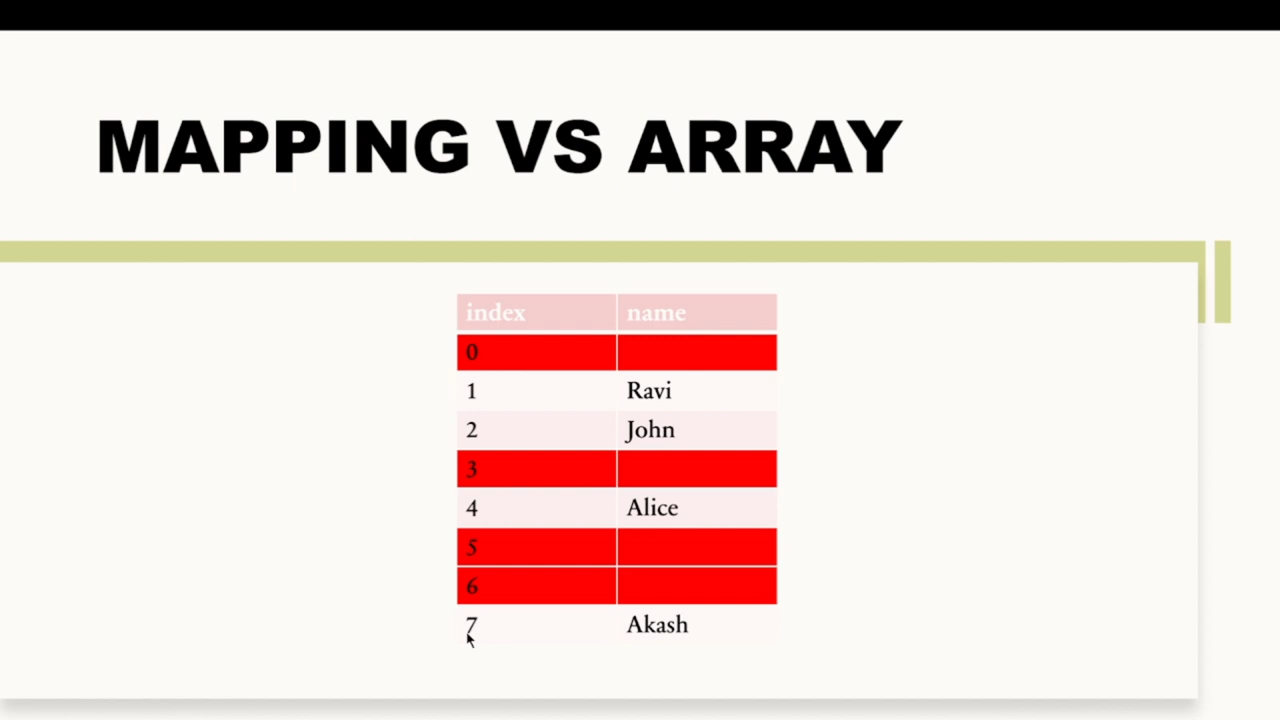 MAPPING VS ARRAY
index name
0
1 Ravi
2 John
3
4 Alice
5
6
7 Akash